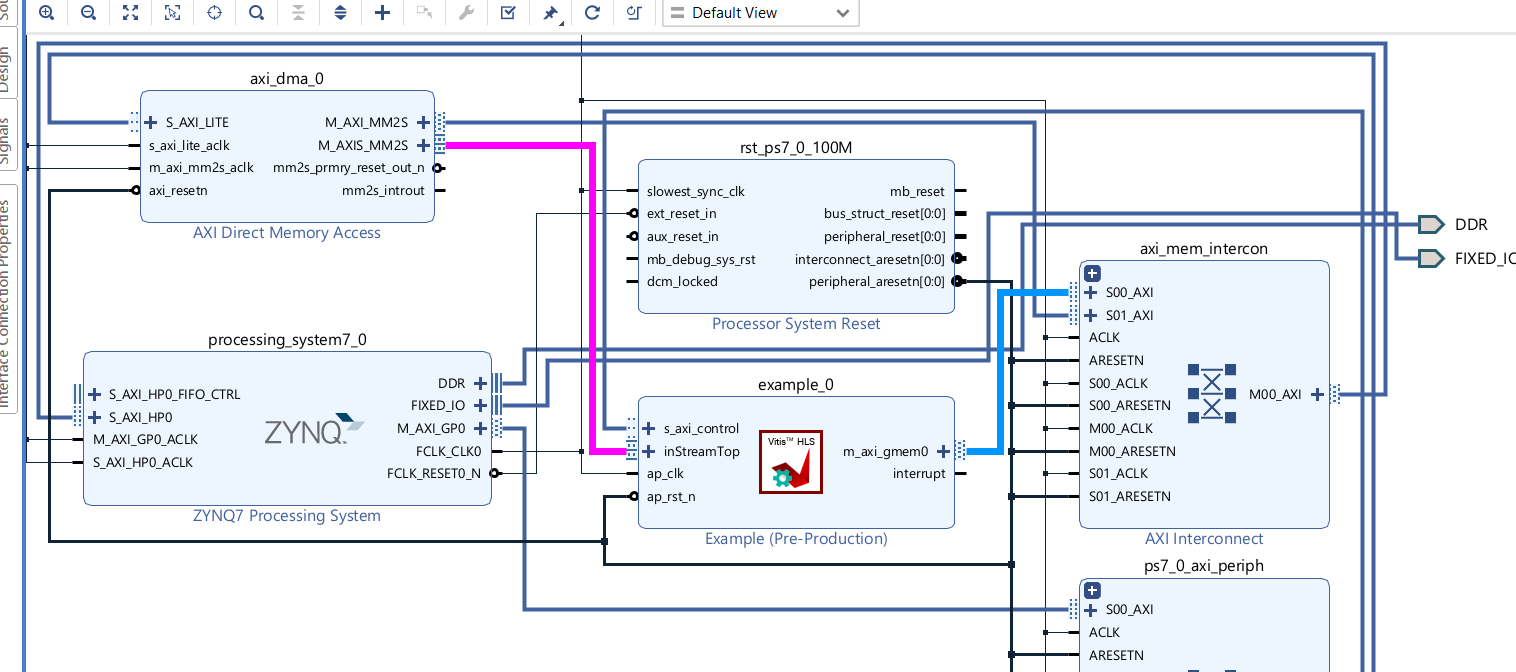 Default View
Design
Signals
Interface Connection Properties
axi_dma_0
S_AXI_LITE
s_axi_lite_aclk
m_axi_mm2s_aclk
axi_resetn
M_AXI_MM2S
M_AXIS_MM2S
mm2s_prmry_reset_out_n
mm2s_introut
AXI Direct Memory Access
rst_ps7_0_100M
slowest_sync_clk
ext_reset_in
aux_reset_in
mb_debug_sys_rst
dcm_locked
mb_reset
bus_struct_reset[0:0]
peripheral_reset[0:0]
interconnect_aresetn[0:0]
peripheral_aresetn[0:0]
Processor System Reset
DDR
FIXED_IO
axi_mem_intercon
S00_AXI
S01_AXI
ACLK
ARESETN
S00_ACLK
S00_ARESETN
M00_ACLK
M00_ARESETN
S01_ACLK
S01_ARESETN
M00_AXI
AXI Interconnect
processing_system7_0
S_AXI_HP0_FIFO_CTRL
S_AXI_HP0
M_AXI_GP0_ACLK
S_AXI_HP0_ACLK
ZYNQ
DDR
FIXED_IO
M_AXI_GP0
FCLK_CLK0
FCLK_RESET0_N
ZYNQ7 Processing System
example_0
s_axi_control
inStreamTop
ap_clk
ap_rst_n
Vitis™ HLS
m_axi_gmem0
interrupt
Example (Pre-Production)
ps7_0_axi_periph
S00_AXI
ACLK
ARESETN